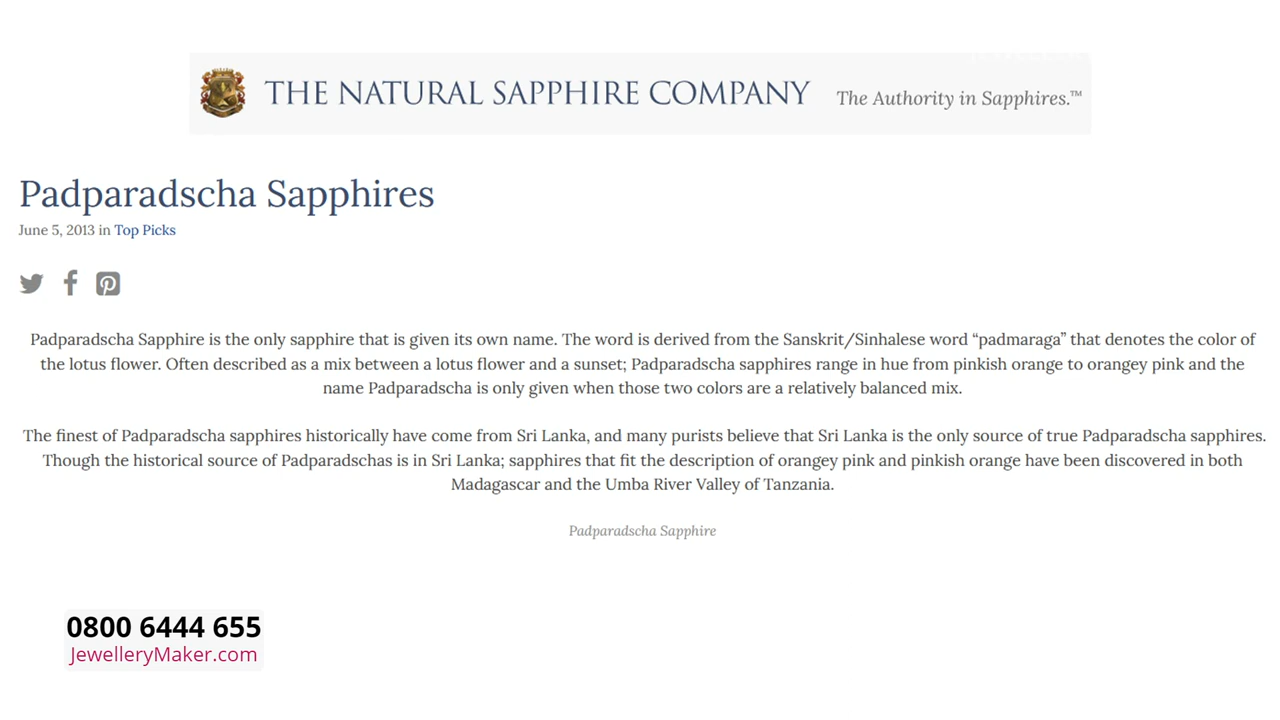 THE NATURAL SAPPHIRE COMPANY The Authority in Sapphires.™
Padparadscha Sapphires
June 5, 2013 in Top Picks
Padparadscha Sapphire is the only sapphire that is given its own name. The word is derived from the Sanskrit/Sinhalese word “padmaraga” that denotes the color of
the lotus flower. Often described as a mix between a lotus flower and a sunset; Padparadscha sapphires range in hue from pinkish orange to orangey pink and the
name Padparadscha is only given when those two colors are a relatively balanced mix.
The finest of Padparadscha sapphires historically have come from Sri Lanka, and many purists believe that Sri Lanka is the only source of true Padparadscha sapphires.
Though the historical source of Padparadschas is in Sri Lanka; sapphires that fit the description of orangey pink and pinkish orange have been discovered in both
Madagascar and the Umba River Valley of Tanzania.
Padparadscha Sapphire
0800 6444 655
JewelleryMaker.com